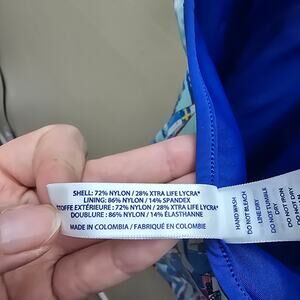 SHELL: 72% NYLON / 28% XTRA LIFE LYCRA*
LINING: 86% NYLON / 14% SPANDEX
TOFFE EXTÉRIEURE : 72% NYLON / 28% XTRA LIFE LYCRA*
DOUBLURE : 86% NYLON / 14% ÉLASTHANNE
MADE IN COLOMBIA / FABRIQUÉ EN COLOMBIE
HAND WASH
DO NOT BLEACH
LINE DRY
DO NOT TUMBLE
DRY
DO NOT IRON
DO NOT DRY